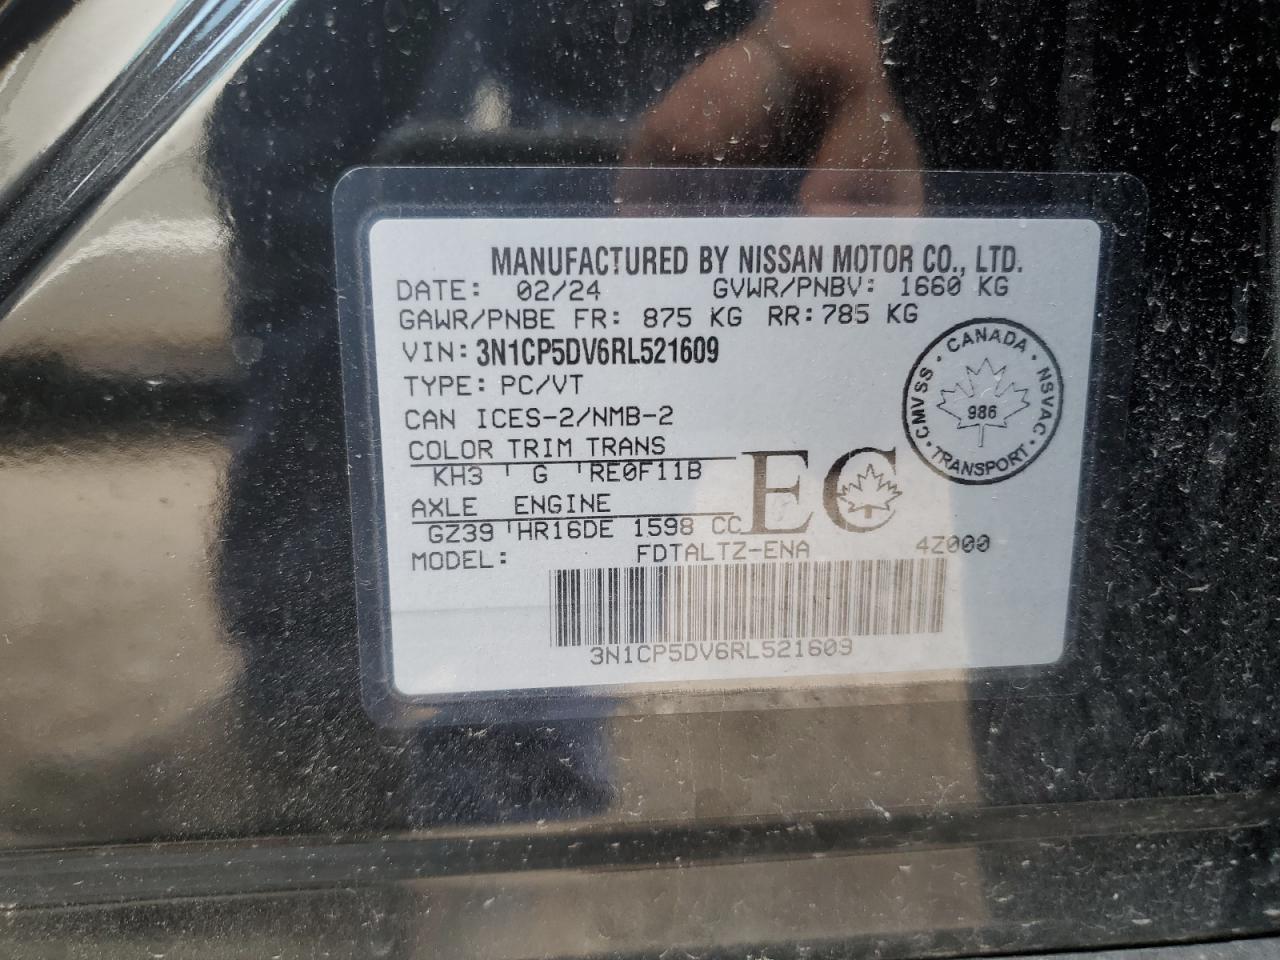 MANUFACTURED BY NISSAN MOTOR CO., LTD.
DATE: 02/24 GVWR/PNBV: 1660 KG
GAWR/PNBE FR: 875 KG RR: 785 KG
VIN: 3N1CP5DV6RL521609
TYPE: PC/VT
CAN ICES-2/NMB-2
COLOR TRIM TRANS
KH3 G RE0F11B
AXLE ENGINE
GZ39 HR16DE 1598 CC
MODEL: FDTALTZ-ENA 4Z000
3N1CP5DV6RL521609
EC
CANADA · NSVAC · TRANSPORT · CMVSS ·
986